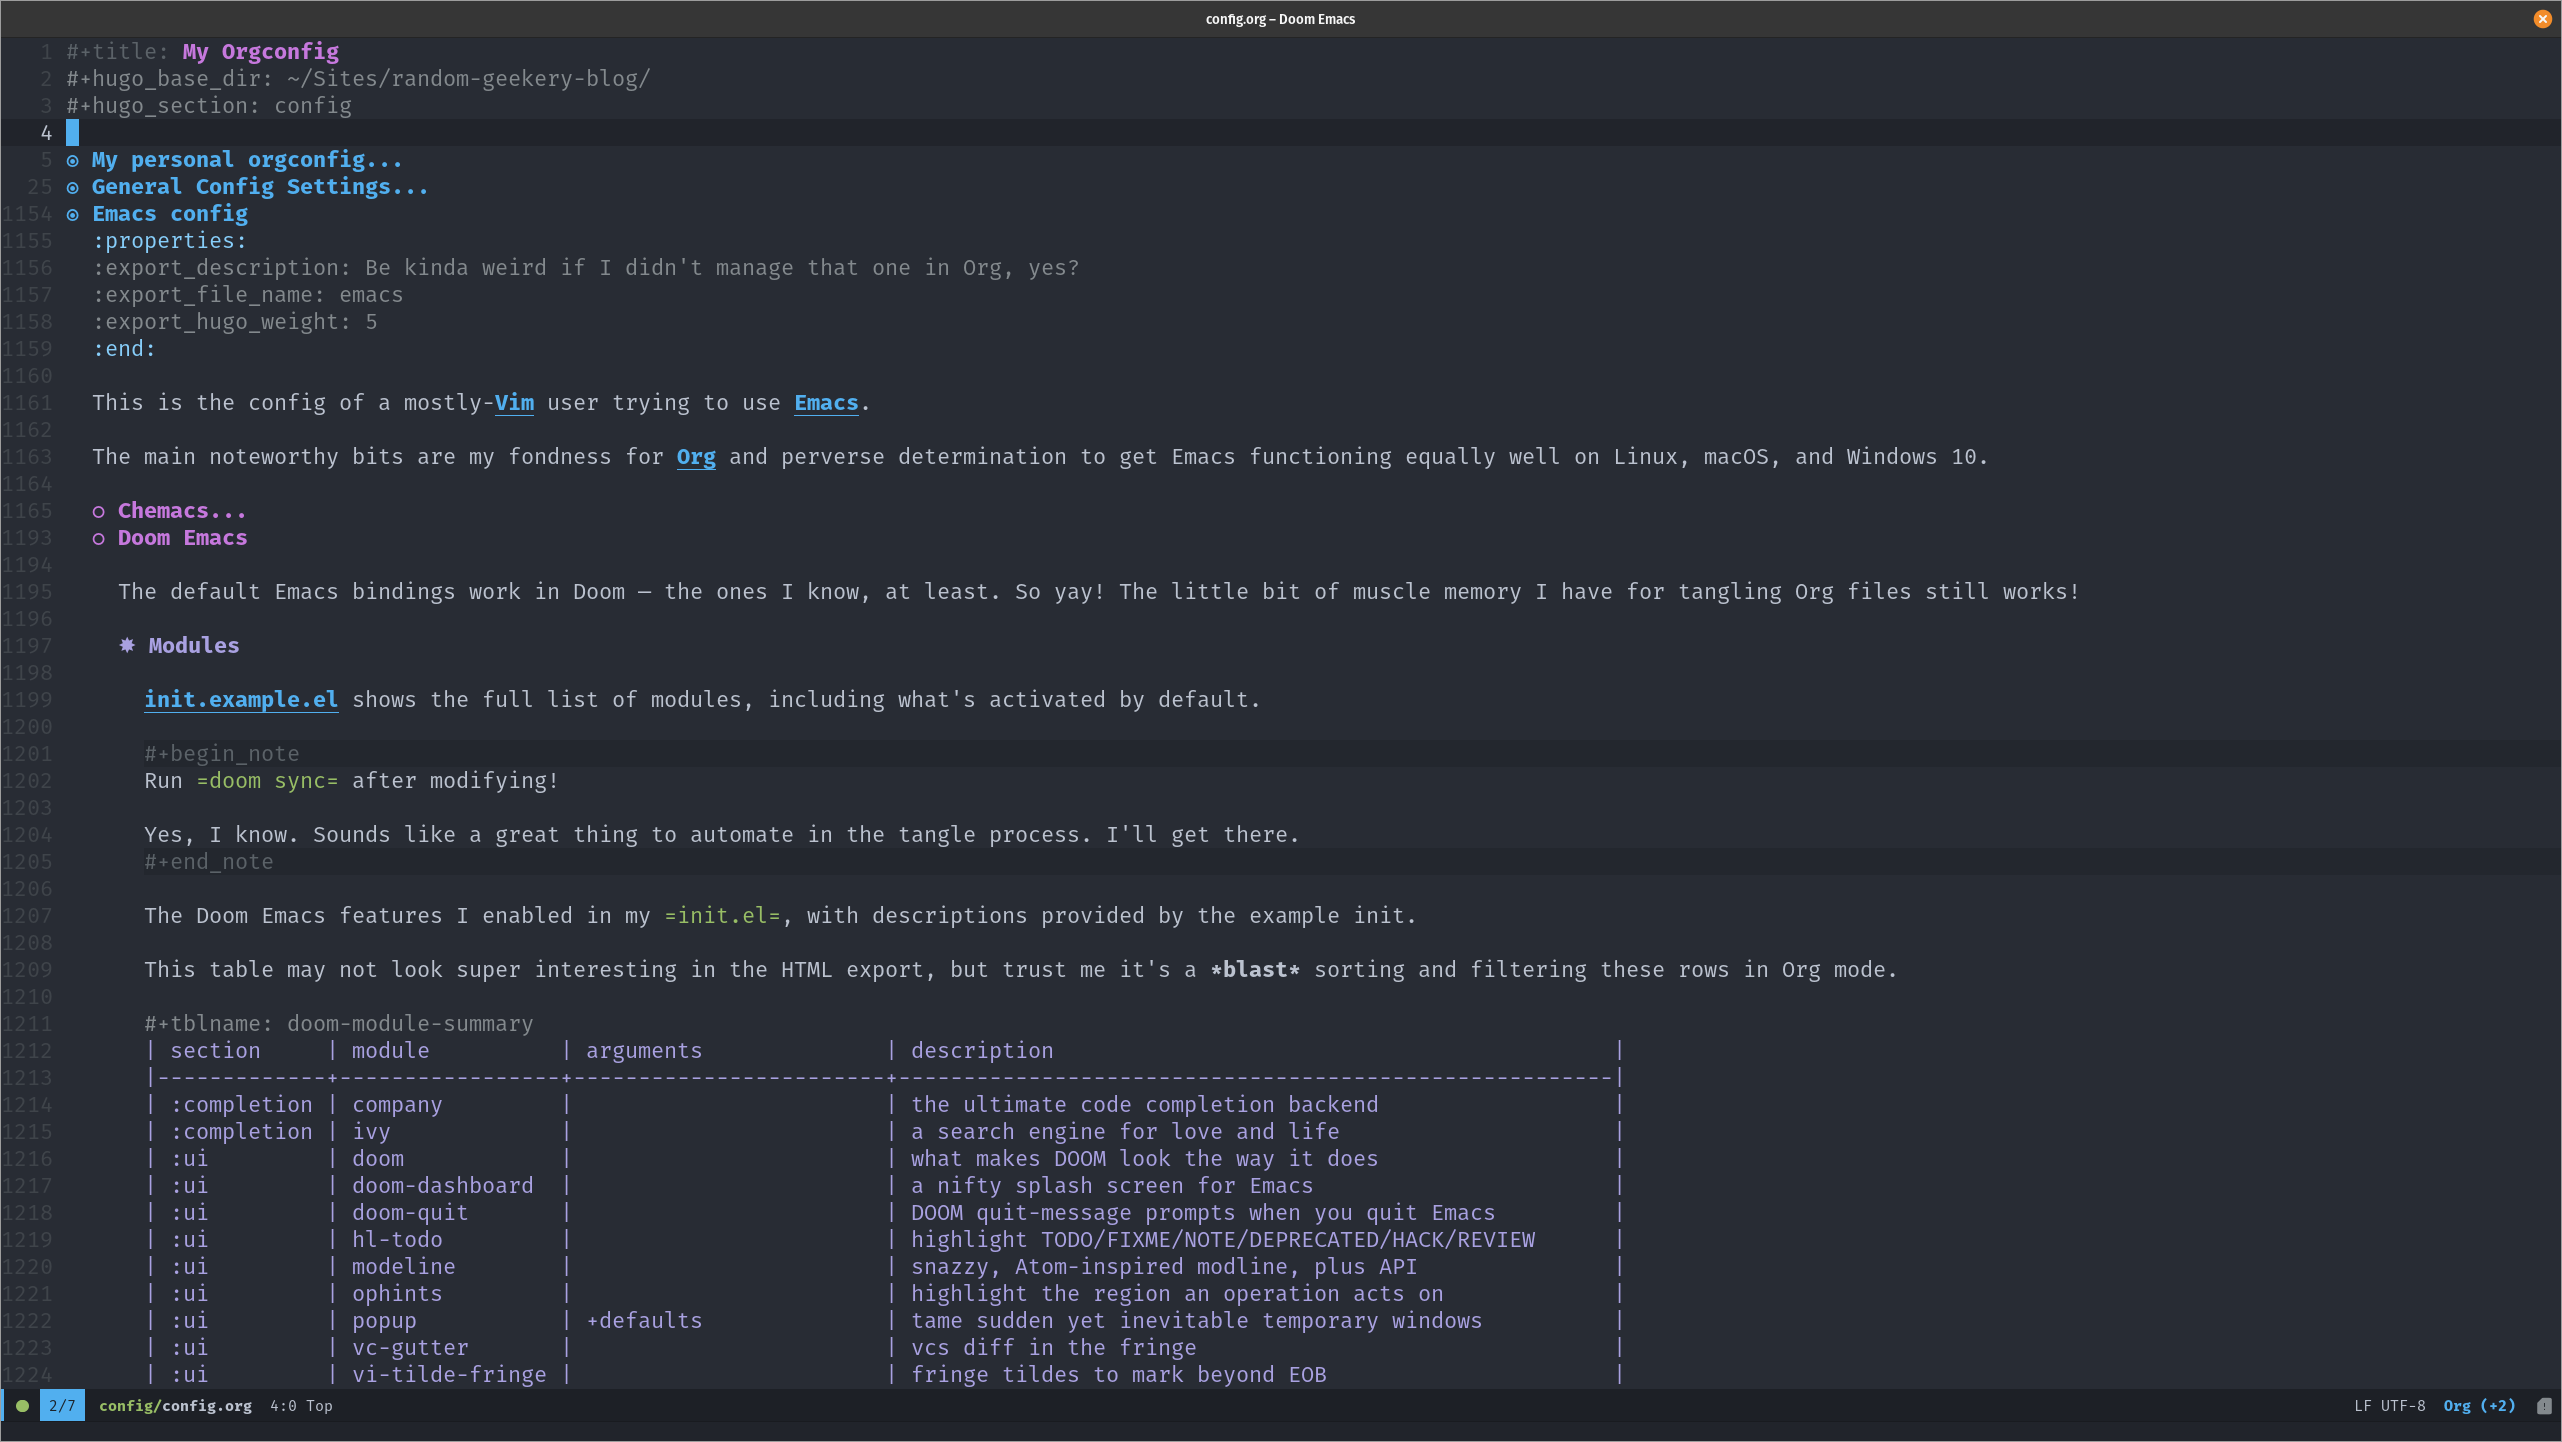 config.org – Doom Emacs
1 #+title: My Orgconfig
2 #+hugo_base_dir: ~/Sites/random-geekery-blog/
3 #+hugo_section: config
4
5 My personal orgconfig...
25 General Config Settings...
1154 Emacs config
1155 :properties:
1156 :export_description: Be kinda weird if I didn't manage that one in Org, yes?
1157 :export_file_name: emacs
1158 :export_hugo_weight: 5
1159 :end:
1160
1161 This is the config of a mostly-Vim user trying to use Emacs.
1162
1163 The main noteworthy bits are my fondness for Org and perverse determination to get Emacs functioning equally well on Linux, macOS, and Windows 10.
1164
1165 Chemacs...
1193 Doom Emacs
1194
1195 The default Emacs bindings work in Doom — the ones I know, at least. So yay! The little bit of muscle memory I have for tangling Org files still works!
1196
1197 Modules
1198
1199 init.example.el shows the full list of modules, including what's activated by default.
1200
1201 #+begin_note
1202 Run =doom sync= after modifying!
1203
1204 Yes, I know. Sounds like a great thing to automate in the tangle process. I'll get there.
1205 #+end_note
1206
1207 The Doom Emacs features I enabled in my =init.el=, with descriptions provided by the example init.
1208
1209 This table may not look super interesting in the HTML export, but trust me it's a *blast* sorting and filtering these rows in Org mode.
1210
1211 #+tblname: doom-module-summary
1212 | section     | module          | arguments              | description                                           |
1213 |-------------+-----------------+------------------------+-------------------------------------------------------|
1214 | :completion | company         |                        | the ultimate code completion backend                  |
1215 | :completion | ivy             |                        | a search engine for love and life                     |
1216 | :ui         | doom            |                        | what makes DOOM look the way it does                  |
1217 | :ui         | doom-dashboard  |                        | a nifty splash screen for Emacs                       |
1218 | :ui         | doom-quit       |                        | DOOM quit-message prompts when you quit Emacs         |
1219 | :ui         | hl-todo         |                        | highlight TODO/FIXME/NOTE/DEPRECATED/HACK/REVIEW      |
1220 | :ui         | modeline        |                        | snazzy, Atom-inspired modline, plus API               |
1221 | :ui         | ophints         |                        | highlight the region an operation acts on             |
1222 | :ui         | popup           | +defaults              | tame sudden yet inevitable temporary windows          |
1223 | :ui         | vc-gutter       |                        | vcs diff in the fringe                                |
1224 | :ui         | vi-tilde-fringe |                        | fringe tildes to mark beyond EOB                      |
2/7 config/config.org 4:0 Top LF UTF-8 Org (+2)